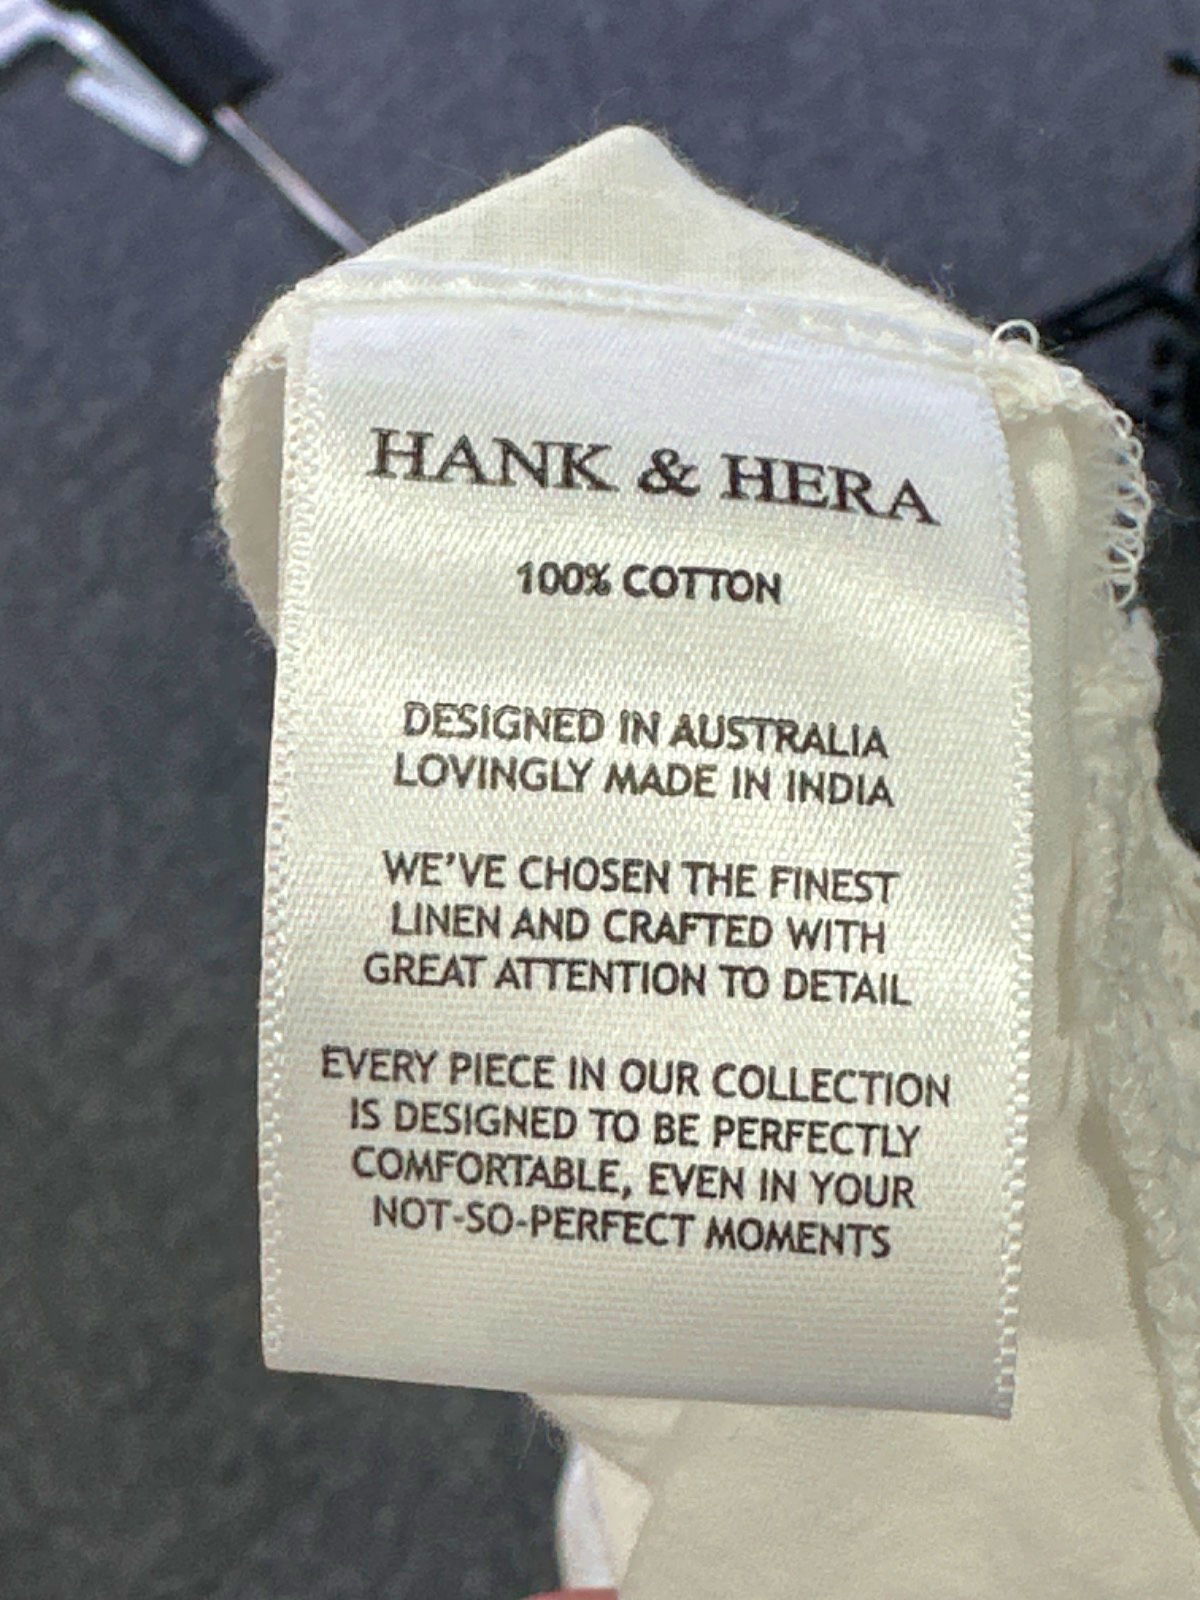 HANK & HERA
100% COTTON
DESIGNED IN AUSTRALIA
LOVINGLY MADE IN INDIA
WE'VE CHOSEN THE FINEST
LINEN AND CRAFTED WITH
GREAT ATTENTION TO DETAIL
EVERY PIECE IN OUR COLLECTION
IS DESIGNED TO BE PERFECTLY
COMFORTABLE, EVEN IN YOUR
NOT-SO-PERFECT MOMENTS